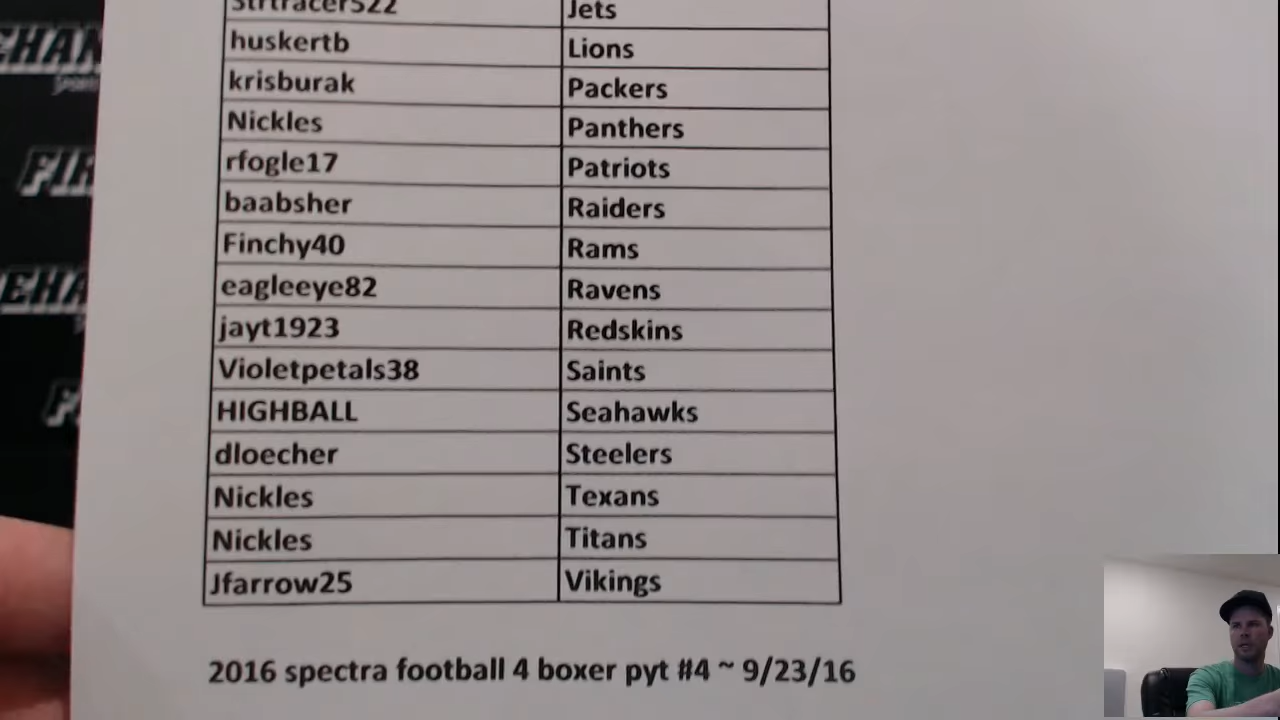 Jets
huskertb Lions
krisburak Packers
Nickles Panthers
rfogle17 Patriots
baabsher Raiders
Finchy40 Rams
eagleeye82 Ravens
jayt1923 Redskins
Violetpetals38 Saints
HIGHBALL Seahawks
dloecher Steelers
Nickles Texans
Nickles Titans
Jfarrow25 Vikings
2016 spectra football 4 boxer pyt #4 ~ 9/23/16